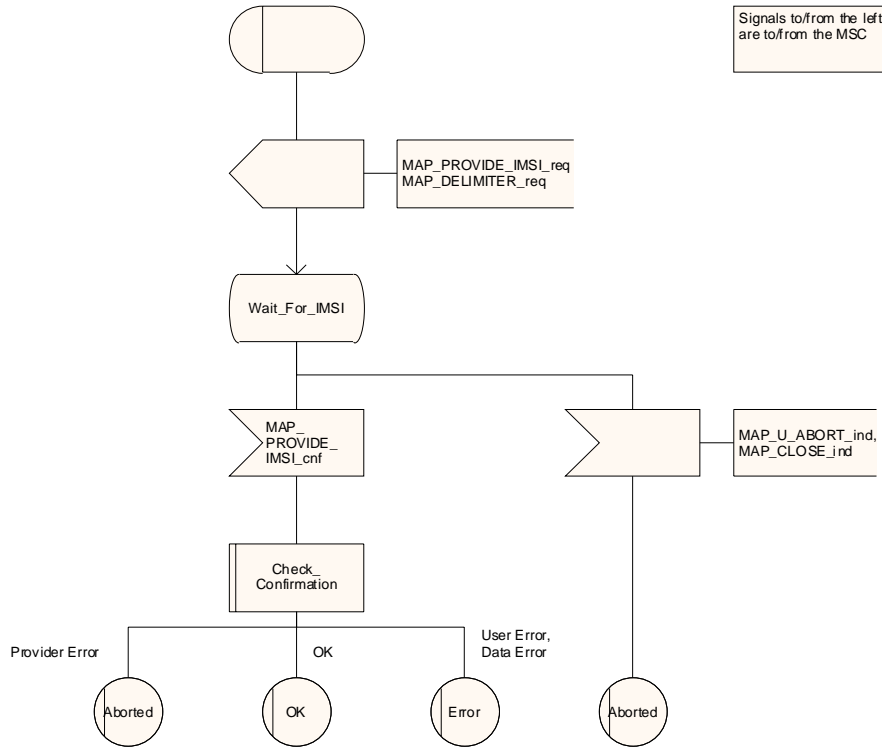 Signals to/from the left
are to/from the MSC
MAP_PROVIDE_IMSI_req
MAP_DELIMITER_req
Wait_For_IMSI
MAP_
PROVIDE_
IMSI_cnf
MAP_U_ABORT_ind,
MAP_CLOSE_ind
Check_
Confirmation
Provider Error
OK
User Error,
Data Error
Aborted
OK
Error
Aborted